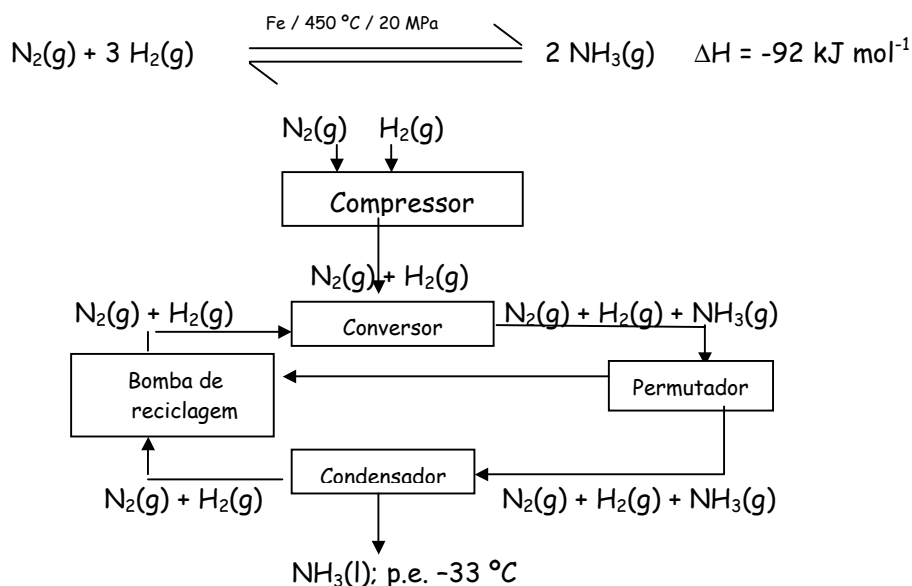 Fe / 450 ºC / 20 MPa
N₂(g) + 3 H₂(g) 2 NH₃(g) ΔH = -92 kJ mol⁻¹
N₂(g) H₂(g)
Compressor
N₂(g) + H₂(g)
N₂(g) + H₂(g) Conversor N₂(g) + H₂(g) + NH₃(g)
Bomba de
reciclagem
Permutador
Condensador
N₂(g) + H₂(g) N₂(g) + H₂(g) + NH₃(g)
NH₃(l); p.e. –33 ºC